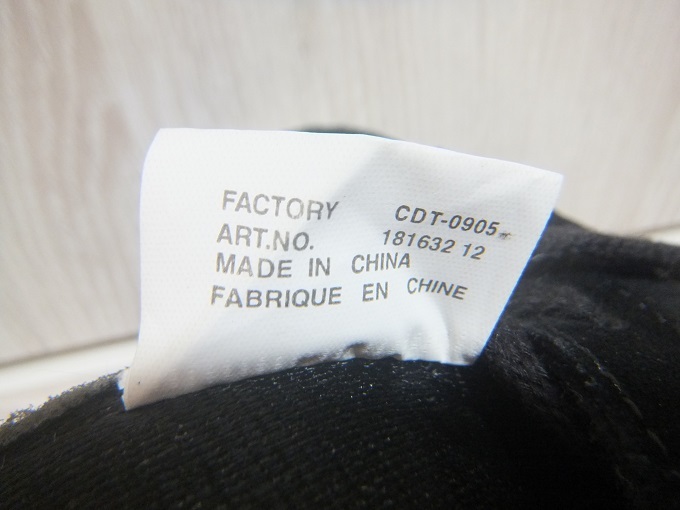 FACTORY CDT-0905
ART.NO. 181632 12
MADE IN CHINA
FABRIQUE EN CHINE